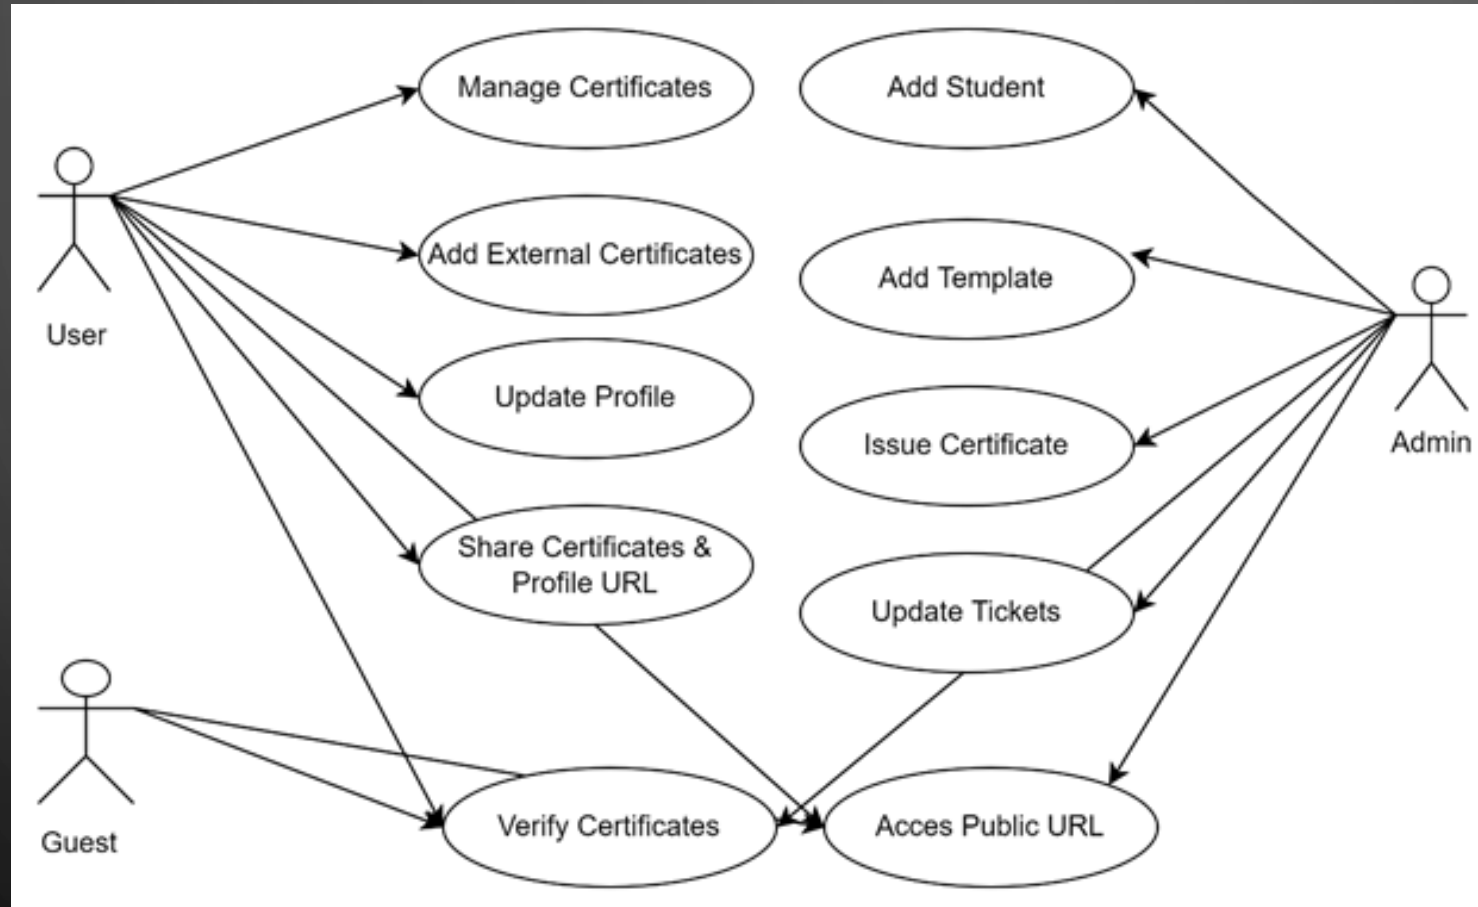 Manage Certificates
Add Student
Add External Certificates
Add Template
User
Update Profile
Issue Certificate
Admin
Share Certificates &
Profile URL
Update Tickets
Guest
Verify Certificates
Acces Public URL